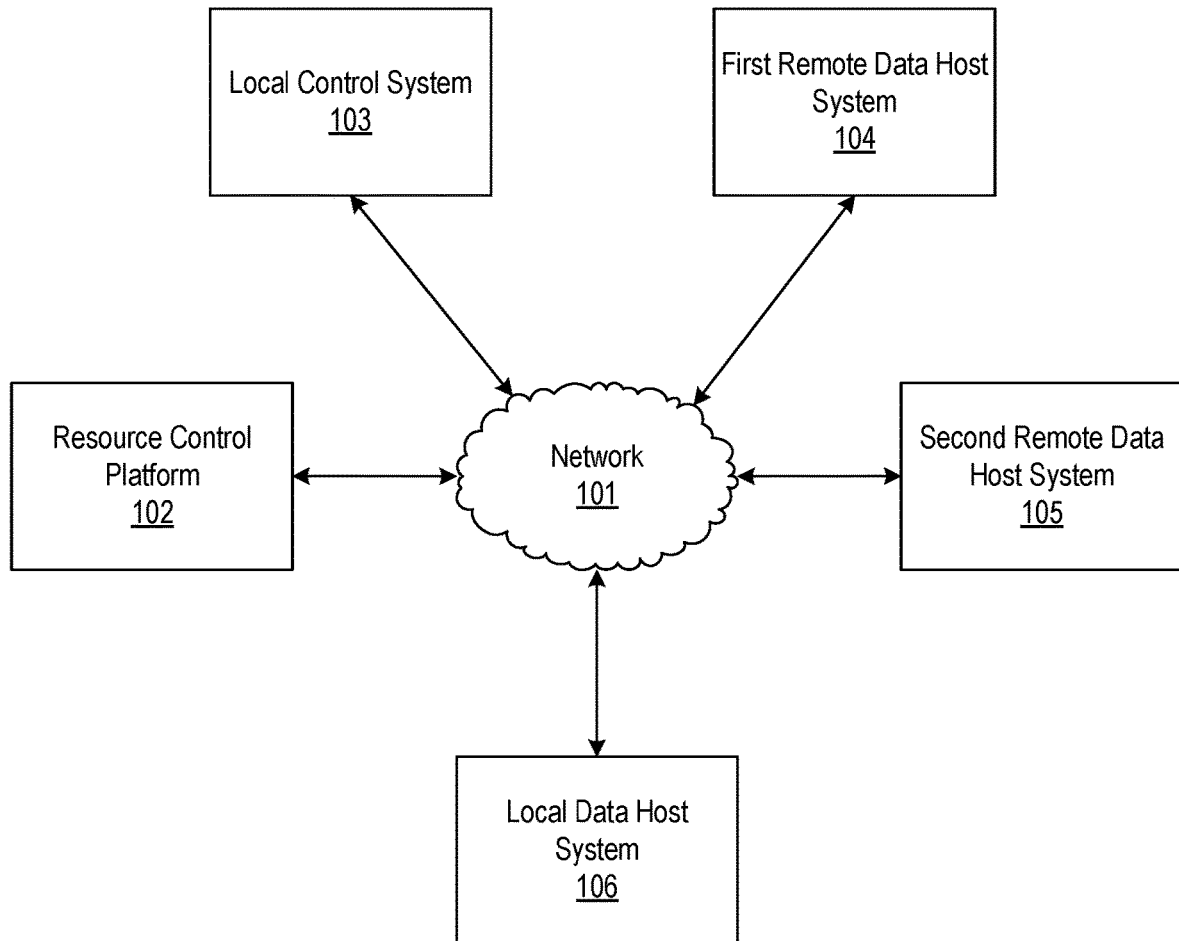 Local Control System
103
First Remote Data Host
System
104
Resource Control
Platform
102
Network
101
Second Remote Data
Host System
105
Local Data Host
System
106